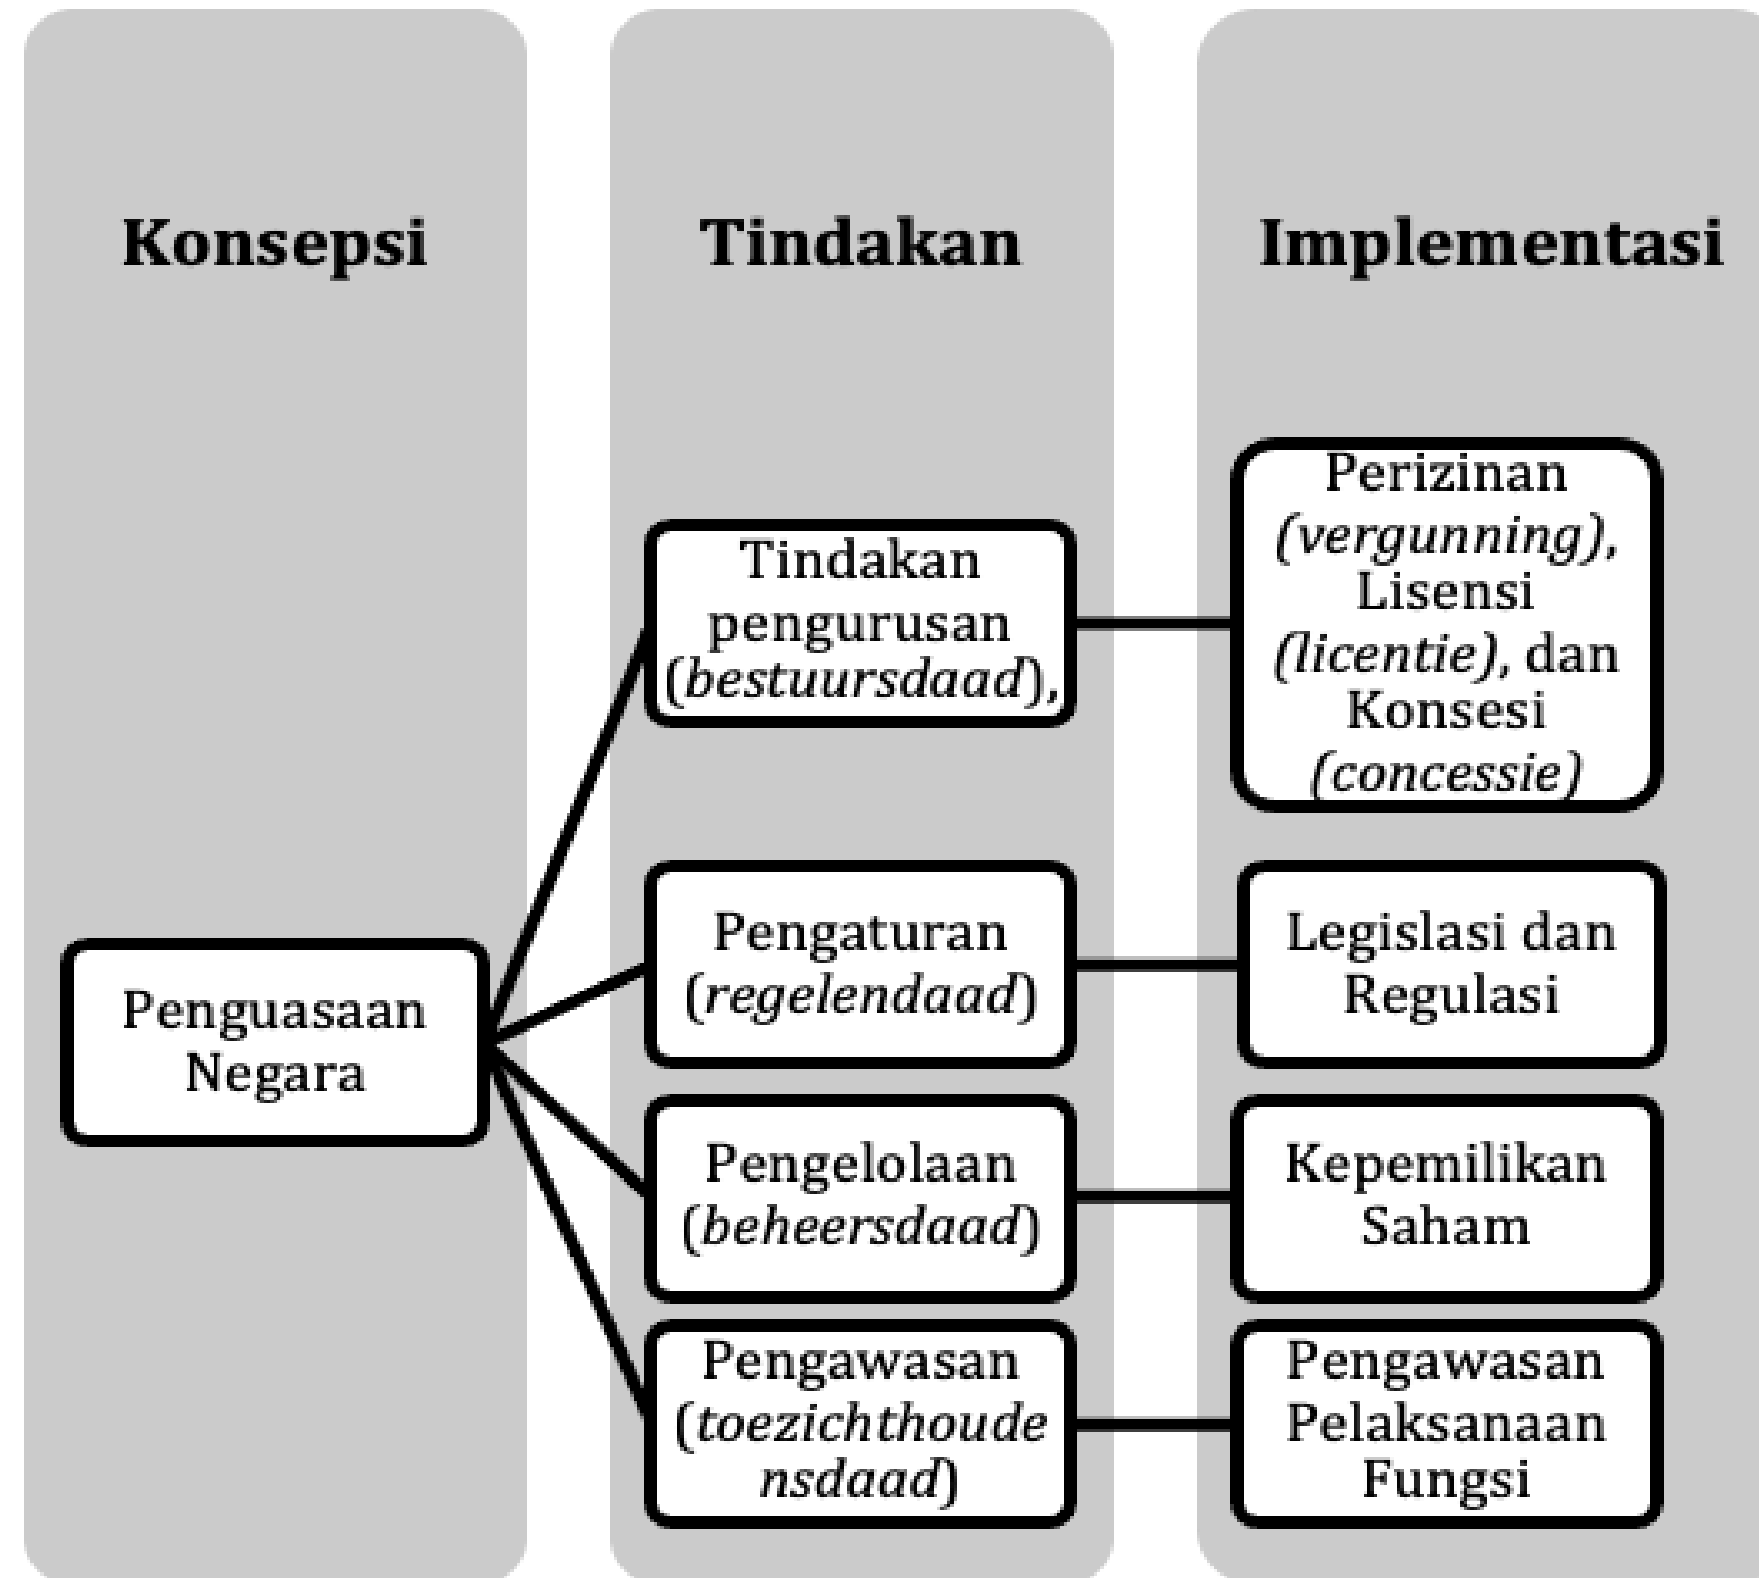 Konsepsi
Tindakan
Implementasi
Penguasaan
Negara
Tindakan
pengurusan
(bestuursdaad),
Pengaturan
(regelendaad)
Pengelolaan
(beheersdaad)
Pengawasan
(toezichthoude
nsdaad)
Perizinan
(vergunning),
Lisensi
(licentie), dan
Konsesi
(concessie)
Legislasi dan
Regulasi
Kepemilikan
Saham
Pengawasan
Pelaksanaan
Fungsi